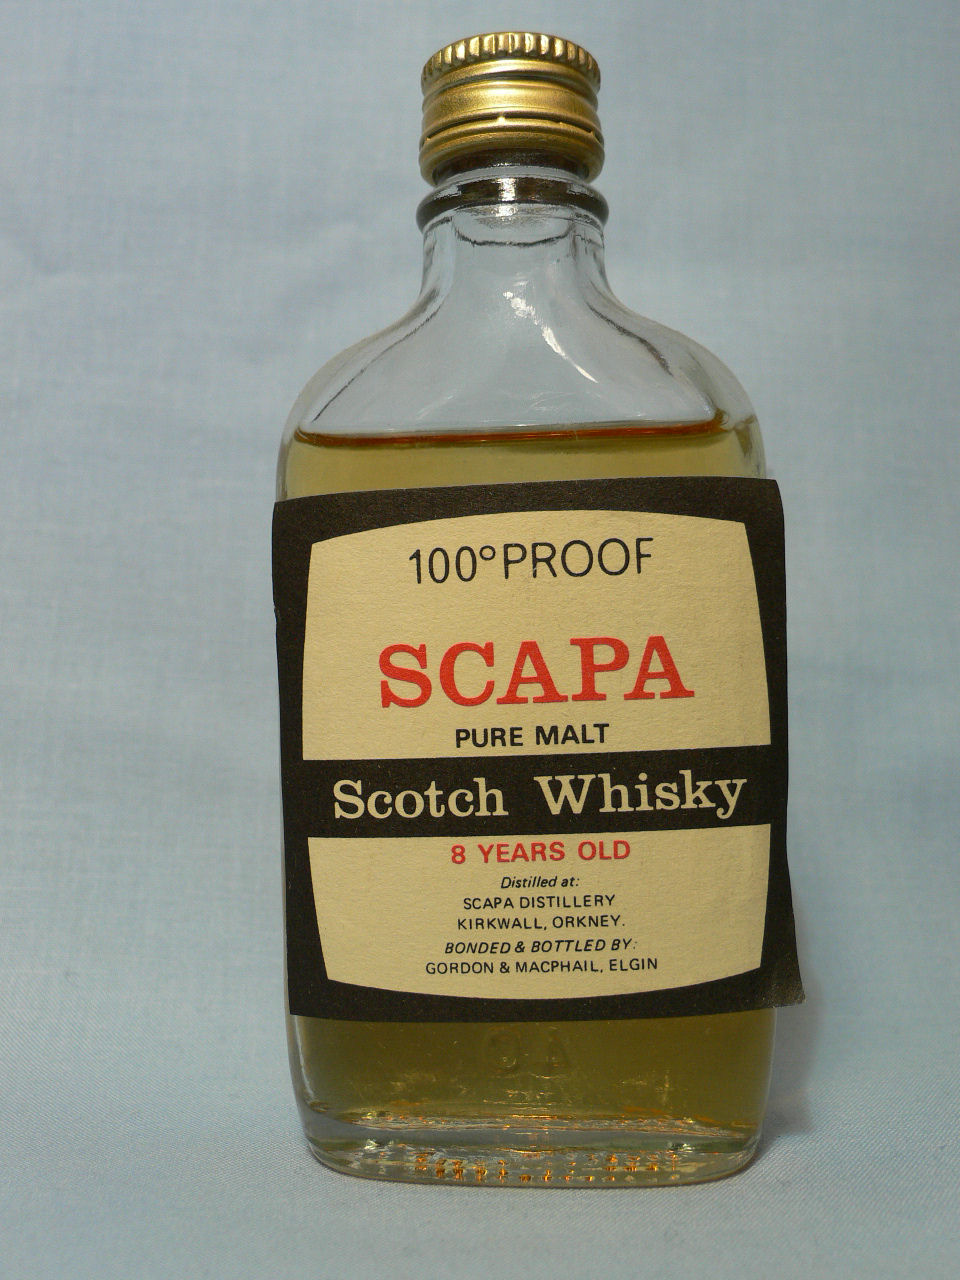 100°PROOF
SCAPA
PURE MALT
Scotch Whisky
8 YEARS OLD
Distilled at:
SCAPA DISTILLERY
KIRKWALL, ORKNEY.
BONDED & BOTTLED BY:
GORDON & MACPHAIL, ELGIN